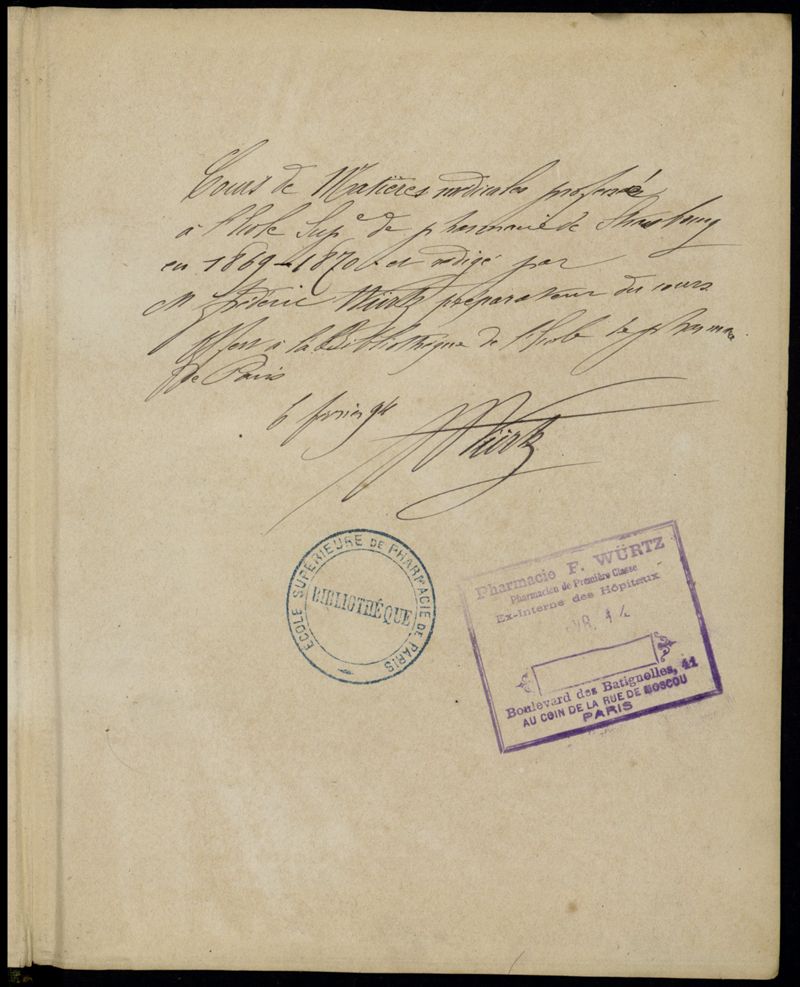 Cours de Matières médicales professé
à l'Ecole Supe de pharmacie de Strasbourg
en 1869-1870 et rédigé par
M Frédéric Würtz préparateur du cours
Offert à la Bibliothèque de l'Ecole de pharmacie
de Paris
6 février 94
Würtz
ECOLE SUPERIEURE DE PHARMACIE DE PARIS
BIBLIOTHÈQUE
Pharmacie F. WÜRTZ
Pharmacien de Première Classe
Ex-Interne des Hôpitaux
Boulevard des Batignolles, 41
AU COIN DE LA RUE DE MOSCOU
PARIS